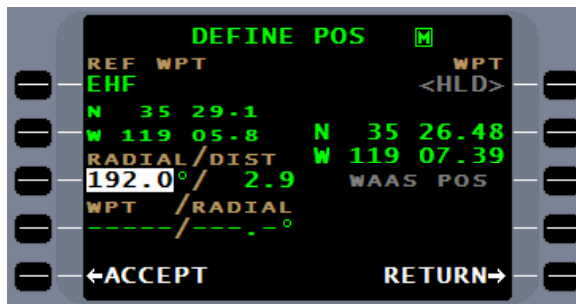 DEFINE POS M
REF WPT WPT
EHF <HLD>
N 35 29.1
W 119 05.8 N 35 26.48
RADIAL/DIST W 119 07.39
192.0°/ 2.9 WAAS POS
WPT /RADIAL
-----/---.-°
←ACCEPT RETURN→